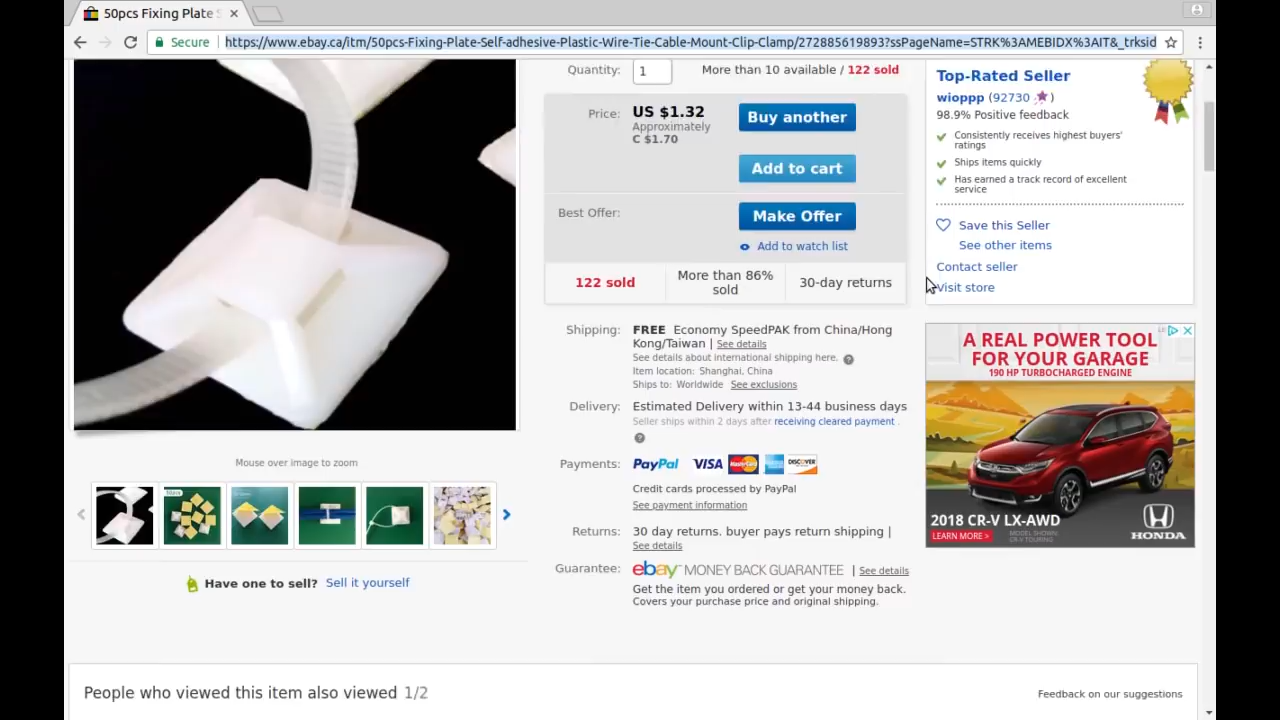 50pcs Fixing Plate S
Secure
https://www.ebay.ca/itm/50pcs-Fixing-Plate-Self-adhesive-Plastic-Wire-Tie-Cable-Mount-Clip-Clamp/272885619893?ssPageName=STRK%3AMEBIDX%3AIT&_trksid
Quantity: 1 More than 10 available / 122 sold
Price: US $1.32
Approximately
C $1.70
Buy another
Add to cart
Best Offer:
Make Offer
Add to watch list
122 sold
More than 86%
sold
30-day returns
Shipping: FREE Economy SpeedPAK from China/Hong
Kong/Taiwan | See details
See details about international shipping here.
Item location: Shanghai, China
Ships to: Worldwide See exclusions
Delivery: Estimated Delivery within 13-44 business days
Seller ships within 2 days after receiving cleared payment .
Payments: PayPal VISA MasterCard DISCOVER
Credit cards processed by PayPal
See payment information
Returns: 30 day returns. buyer pays return shipping |
See details
Guarantee: ebay MONEY BACK GUARANTEE | See details
Get the item you ordered or get your money back.
Covers your purchase price and original shipping.
Top-Rated Seller
wioppp (92730 )
98.9% Positive feedback
Consistently receives highest buyers'
ratings
Ships items quickly
Has earned a track record of excellent
service
Save this Seller
See other items
Contact seller
Visit store
A REAL POWER TOOL
FOR YOUR GARAGE
190 HP TURBOCHARGED ENGINE
2018 CR-V LX-AWD
LEARN MORE >
MODEL SHOWN:
CR-V TOURING
HONDA
Mouse over image to zoom
Have one to sell? Sell it yourself
People who viewed this item also viewed 1/2
Feedback on our suggestions